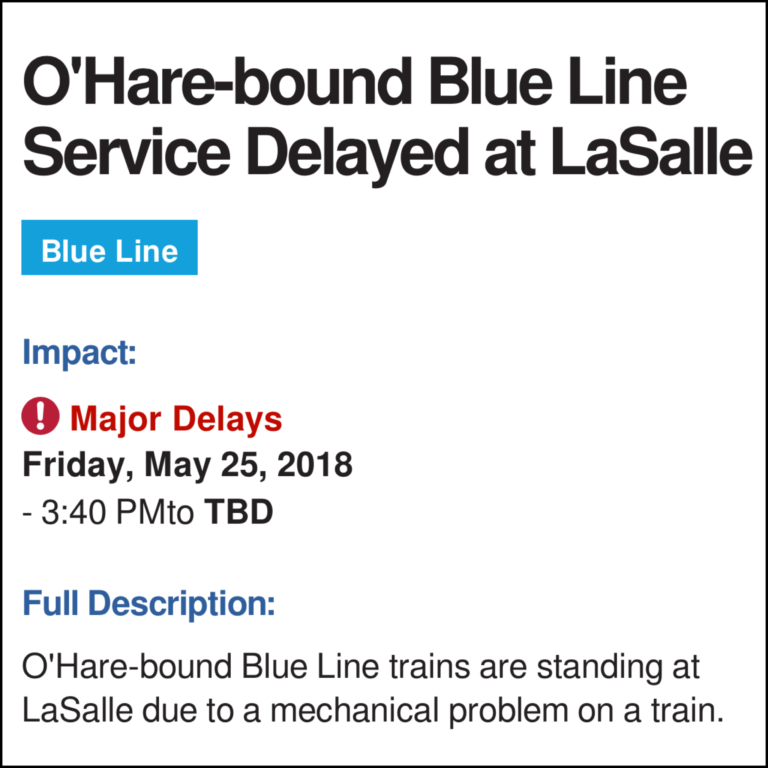 O'Hare-bound Blue Line
Service Delayed at LaSalle
Blue Line
Impact:
Major Delays
Friday, May 25, 2018
- 3:40 PMto TBD
Full Description:
O'Hare-bound Blue Line trains are standing at
LaSalle due to a mechanical problem on a train.